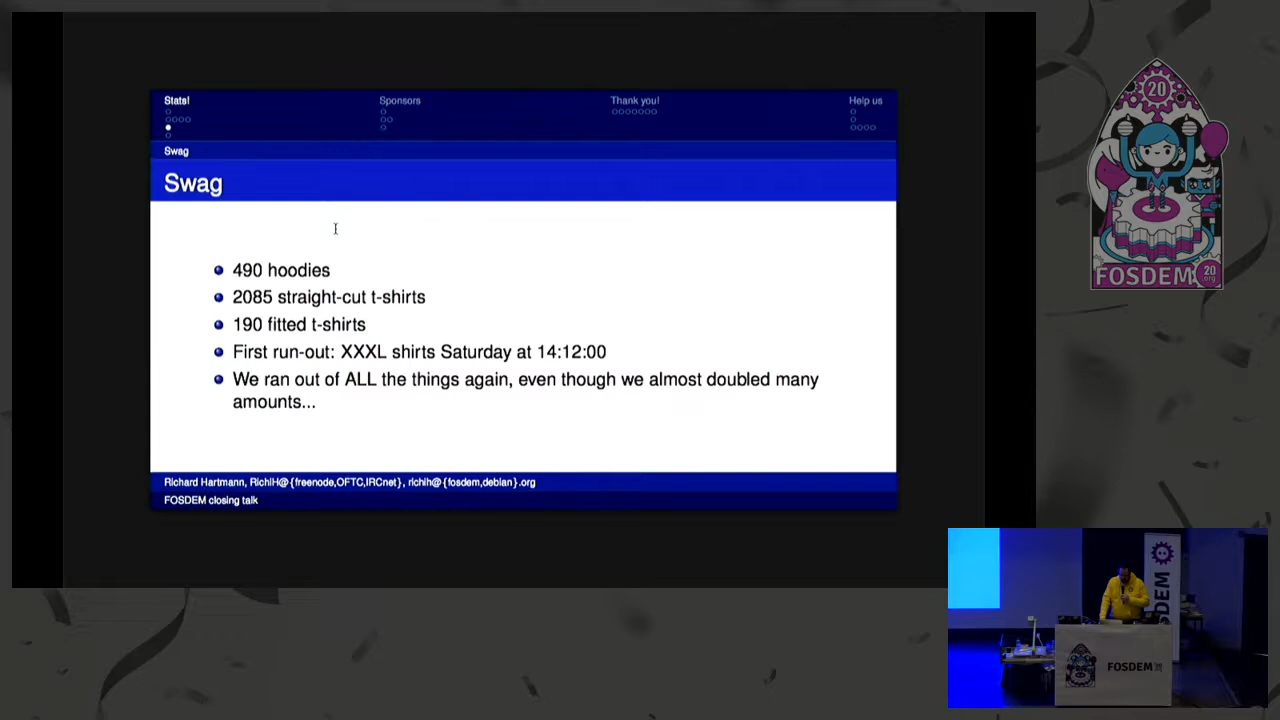 Stats!
Sponsors
Thank you!
Help us
Swag
Swag
490 hoodies
2085 straight-cut t-shirts
190 fitted t-shirts
First run-out: XXXL shirts Saturday at 14:12:00
We ran out of ALL the things again, even though we almost doubled many
amounts...
Richard Hartmann, RichiH@{freenode,OFTC,IRCnet}, richih@{fosdem,debian}.org
FOSDEM closing talk
20
FOSDEM 20
.org
FOSDEM
FOSDEM